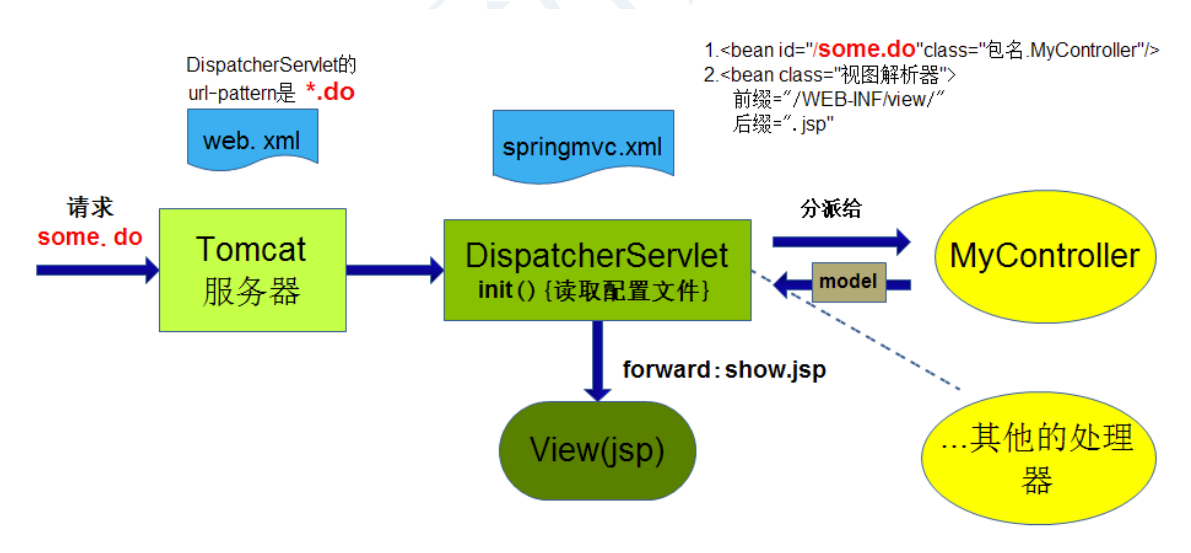 DispatcherServlet的
url-pattern是 *.do
web. xml
springmvc.xml
1.<bean id="/some.do"class="包名.MyController"/>
2.<bean class="视图解析器">
前缀="/WEB-INF/view/"
后缀=".jsp"
请求
some. do
Tomcat
服务器
DispatcherServlet
init() {读取配置文件}
分派给
model
MyController
forward:show.jsp
View(jsp)
...其他的处理
器